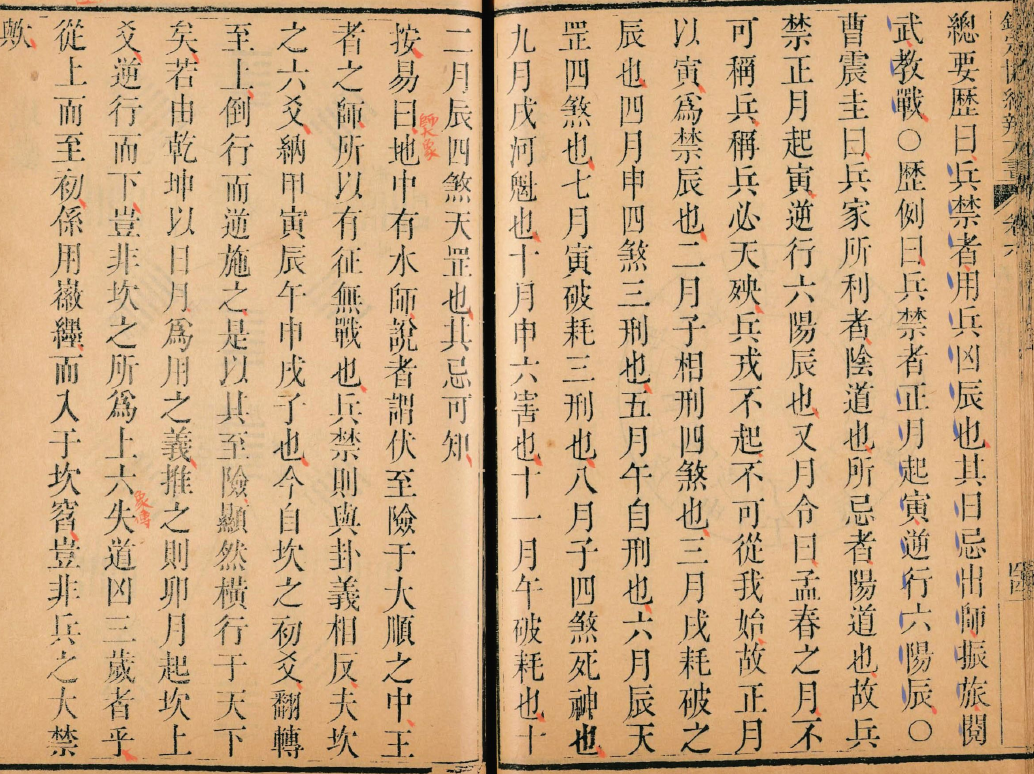 總要歷曰兵禁者用兵凶辰也其日忌出師振旅閱
武教戰○歷例曰兵禁者正月起寅逆行六陽辰○
曹震圭曰兵家所利者陰道也所忌者陽道也故兵
禁正月起寅逆行六陽辰也又月令曰孟春之月不
可稱兵稱兵必天殃兵戎不起不可從我始故正月
以寅爲禁辰也二月子相刑四煞也三月戌耗破之
辰也四月申四煞三刑也五月午自刑也六月辰天
罡四煞也七月寅破耗三刑也八月子四煞死神也
九月戌河魁也十月申六害也十一月午破耗也十
二月辰四煞天罡也其忌可知
按易曰地中有水師說者謂伏至險于大順之中王
師象
者之師所以有征無戰也兵禁則與卦義相反夫坎
之六爻納甲寅辰午申戌子也今自坎之初爻翻轉
至上倒行而逆施之是以其至險顯然橫行于天下
矣若由乾坤以日月爲用之義推之則卯月起坎上
爻逆行而下豈非坎之所爲上六失道凶三歲者乎
象傳
從上而至初係用徽纆而入于坎窞豈非兵之大禁
歟
欽定協紀辨方書 卷六